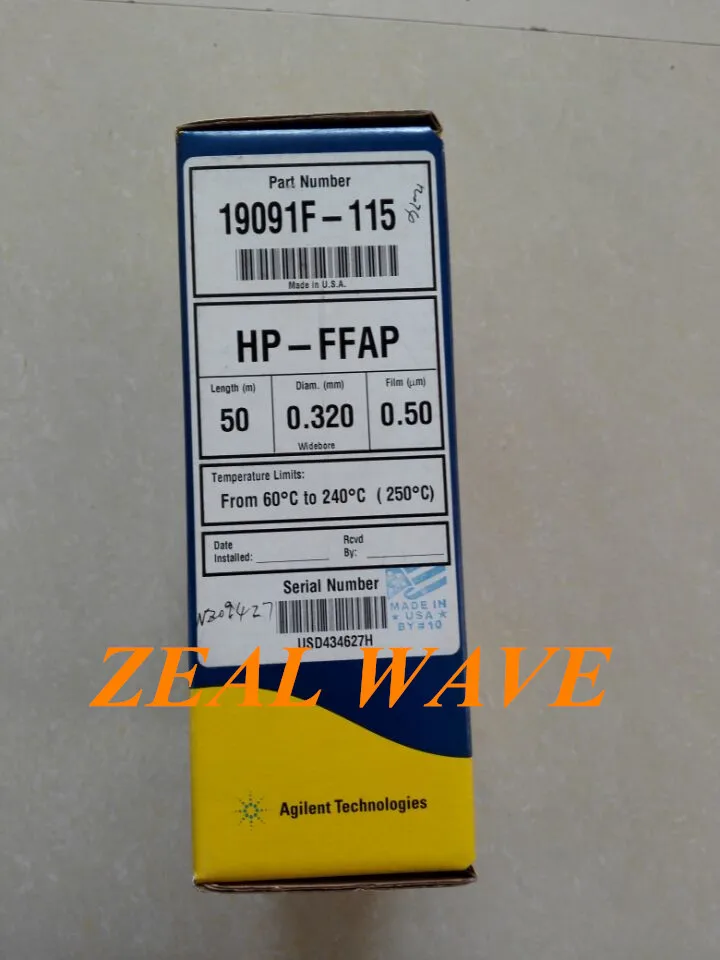 Part Number
19091F-115
Made in U.S.A.
HP-FFAP
Length (m) Diam. (mm) Film (μm)
50 0.320 0.50
Widebore
Temperature Limits:
From 60°C to 240°C (250°C)
Date Installed: Rcvd By:
Serial Number
MADE IN
★ USA ★
BY#10
USD434627H
ZEAL WAVE
Agilent Technologies